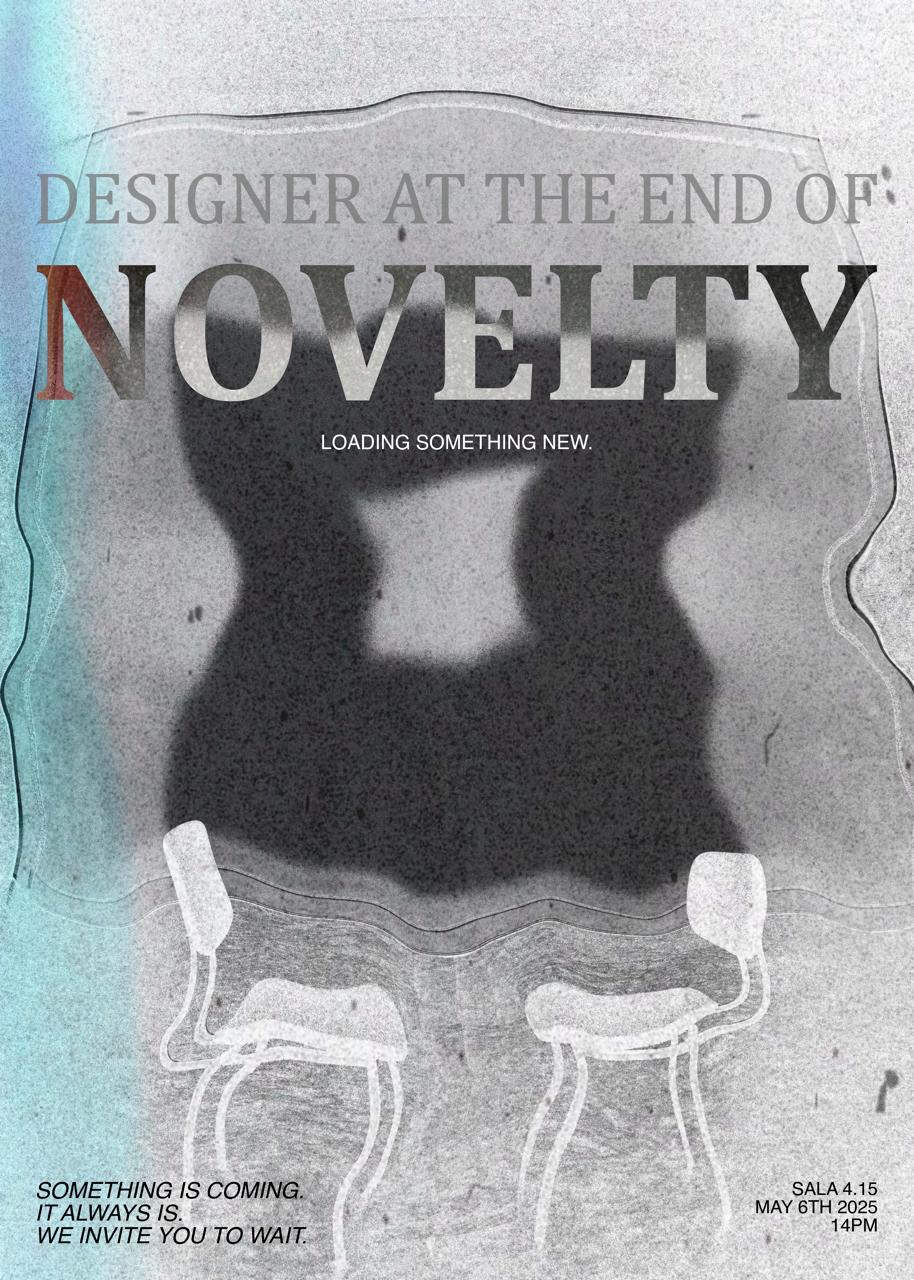 DESIGNER AT THE END OF
NOVELTY
LOADING SOMETHING NEW.
SOMETHING IS COMING.
IT ALWAYS IS.
WE INVITE YOU TO WAIT.
SALA 4.15
MAY 6TH 2025
14PM